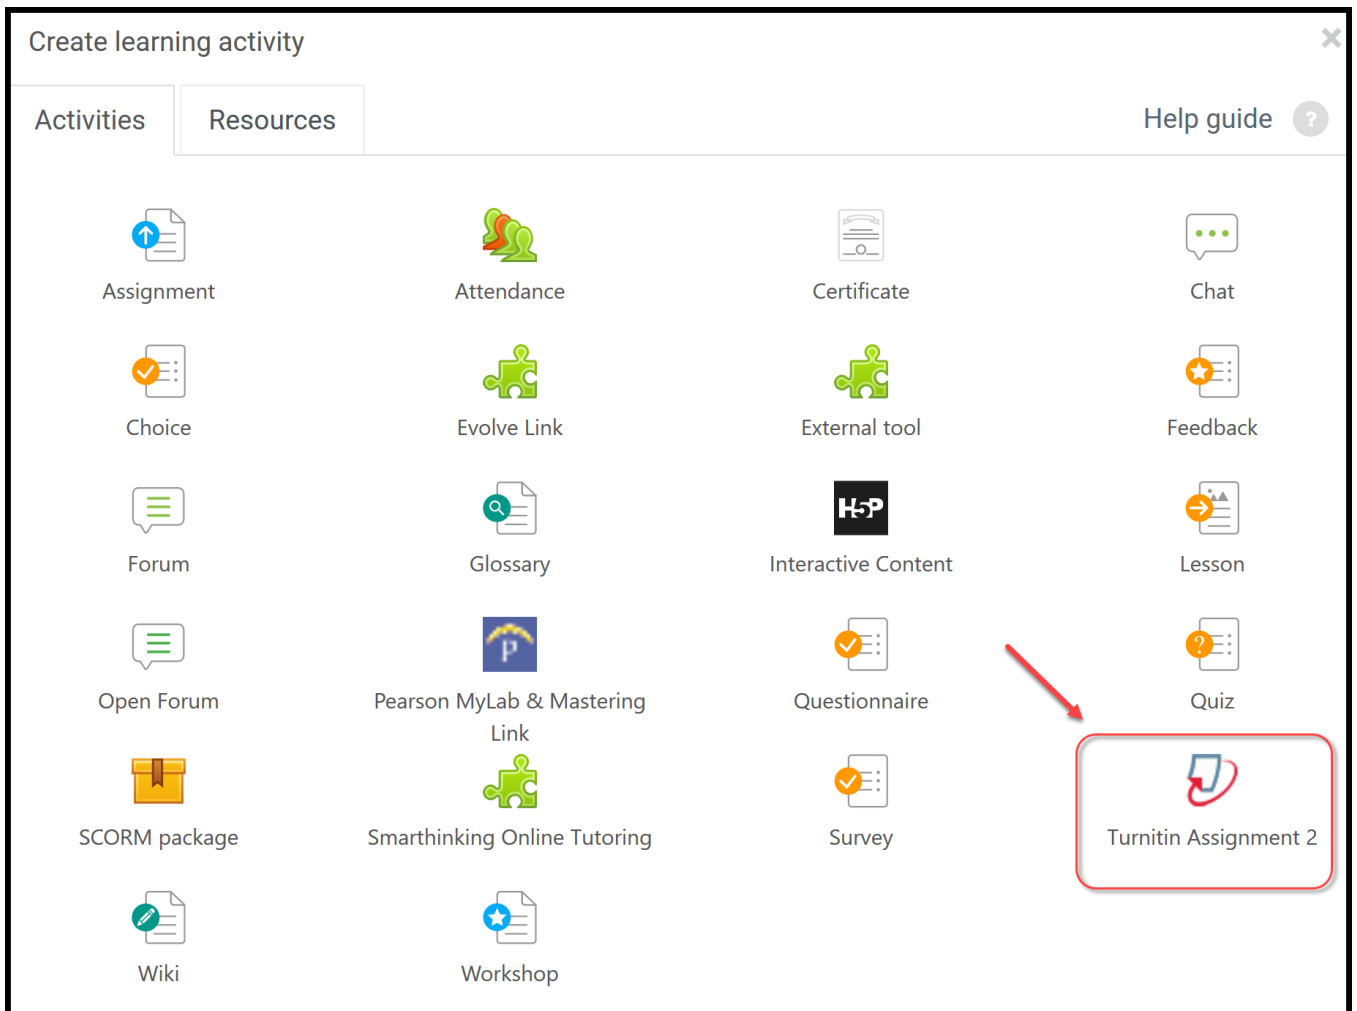 Create learning activity
×
Activities
Resources
Help guide
?
Assignment
Attendance
Certificate
Chat
Choice
Evolve Link
External tool
Feedback
Forum
Glossary
H5P
Interactive Content
Lesson
Open Forum
p
Pearson MyLab & Mastering
Link
Questionnaire
?
Quiz
SCORM package
Smarthinking Online Tutoring
Survey
Turnitin Assignment 2
Wiki
Workshop